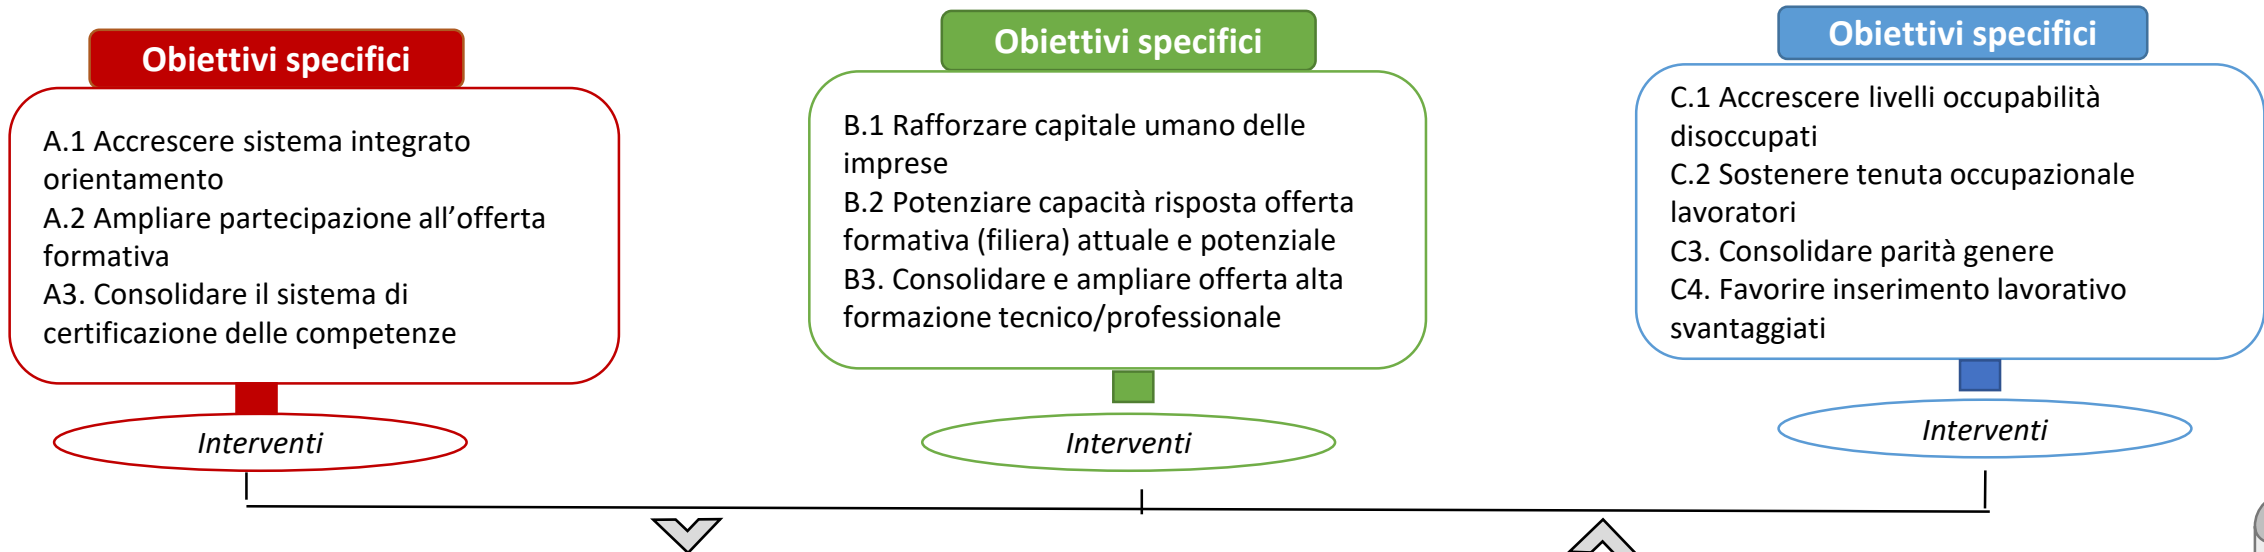 Obiettivi specifici
A.1 Accrescere sistema integrato
orientamento
A.2 Ampliare partecipazione all’offerta
formativa
A3. Consolidare il sistema di
certificazione delle competenze
Interventi
Obiettivi specifici
B.1 Rafforzare capitale umano delle
imprese
B.2 Potenziare capacità risposta offerta
formativa (filiera) attuale e potenziale
B3. Consolidare e ampliare offerta alta
formazione tecnico/professionale
Interventi
Obiettivi specifici
C.1 Accrescere livelli occupabilità
disoccupati
C.2 Sostenere tenuta occupazionale
lavoratori
C3. Consolidare parità genere
C4. Favorire inserimento lavorativo
svantaggiati
Interventi